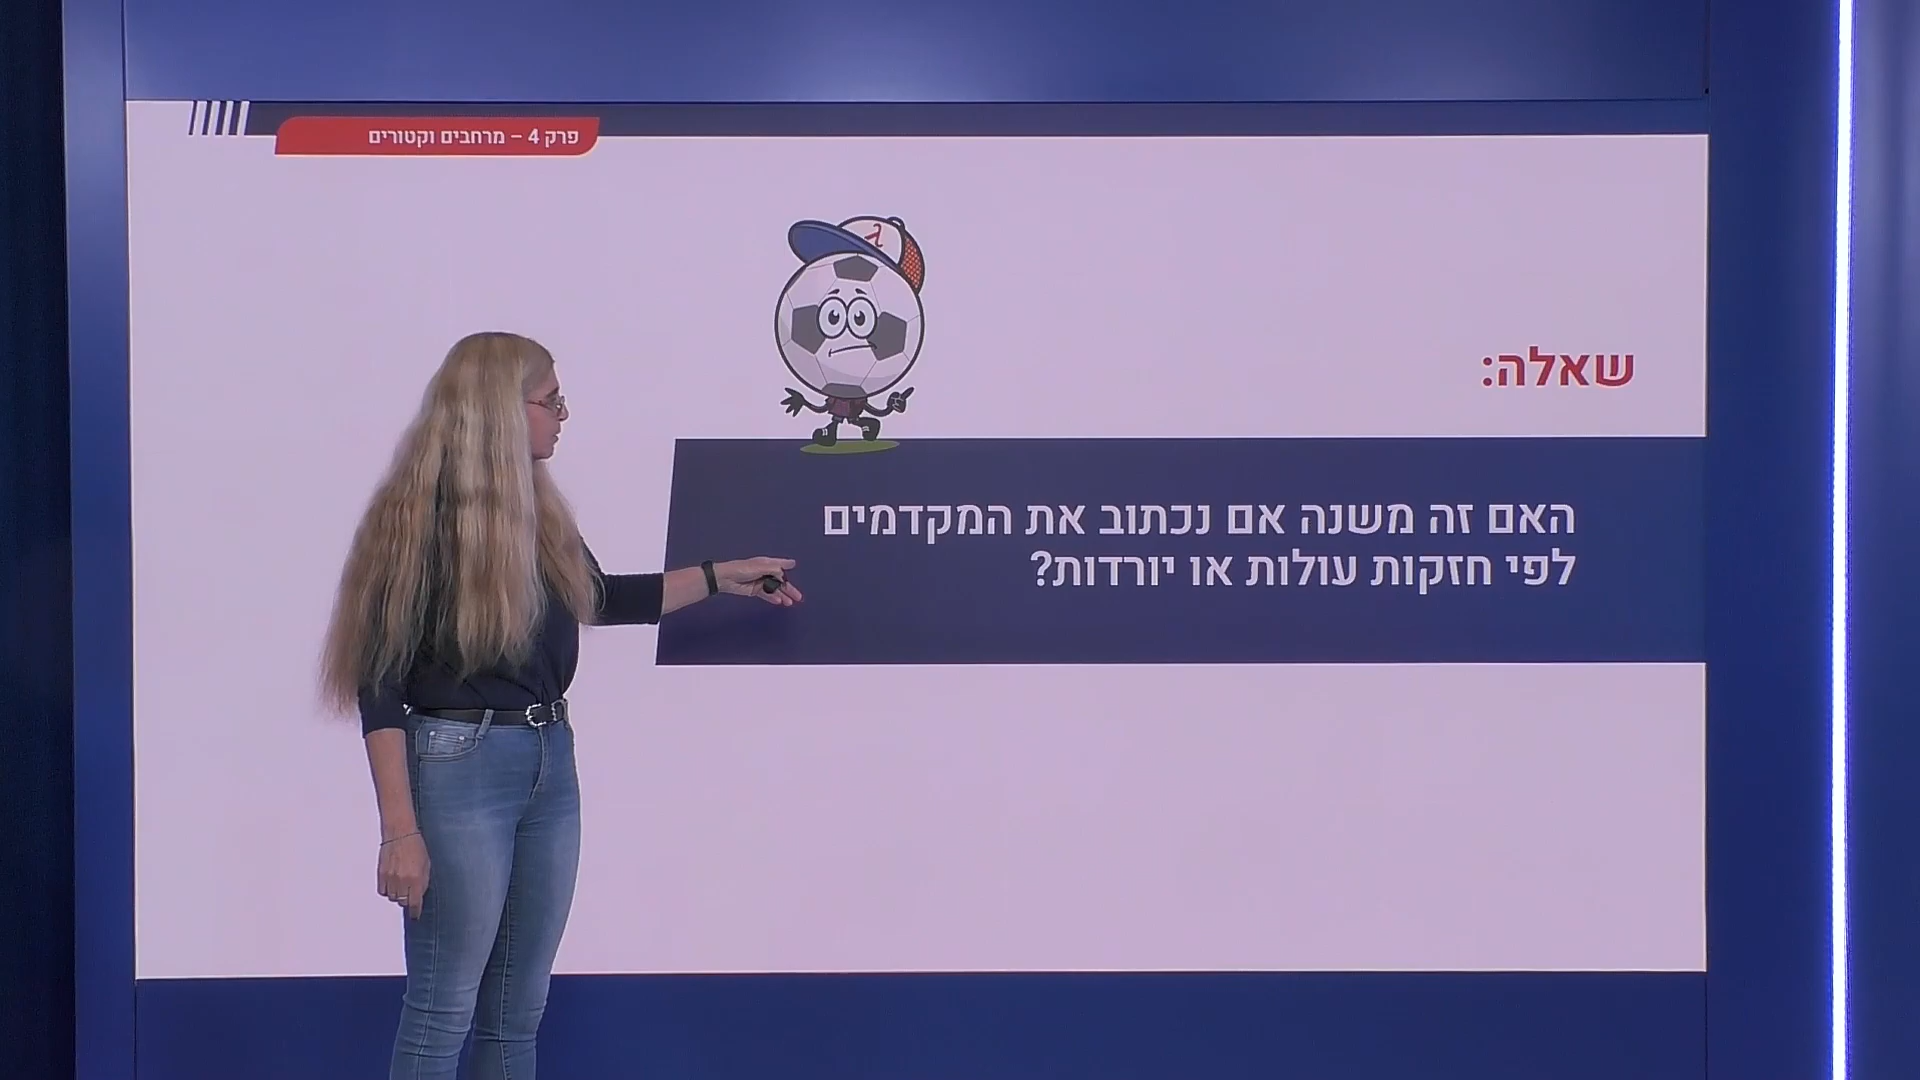 פרק 4 – מרחבים וקטורים
λ
שאלה:
האם זה משנה אם נכתוב את המקדמים
לפי חזקות עולות או יורדות?